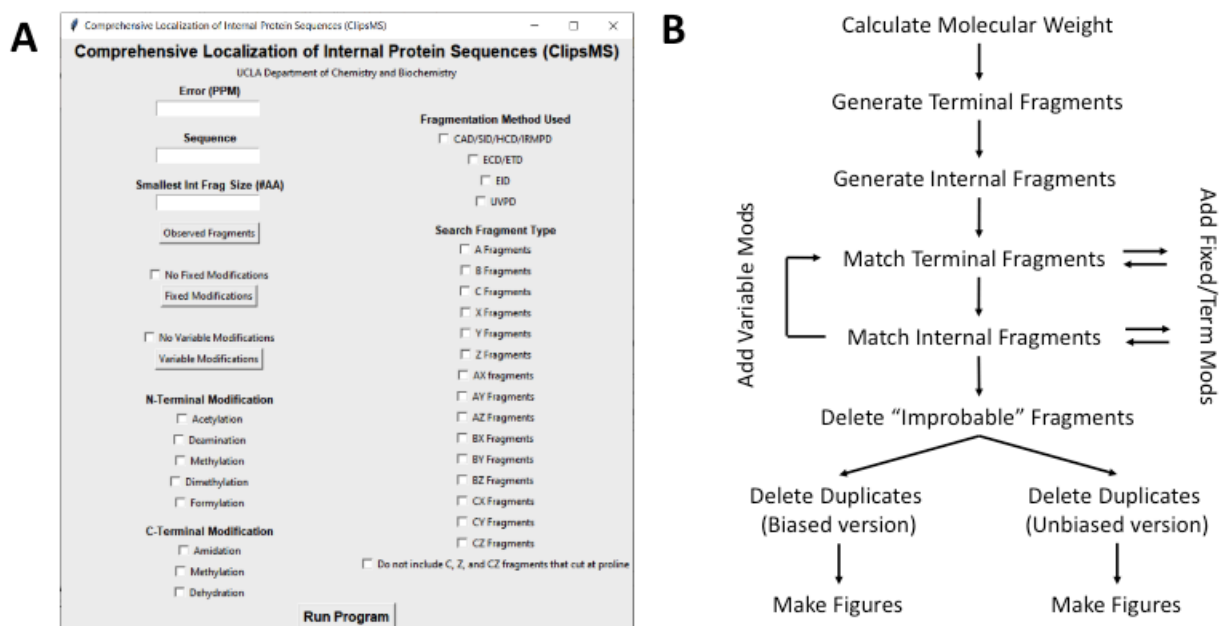 A
Comprehensive Localization of Internal Protein Sequences (ClipsMS)
Comprehensive Localization of Internal Protein Sequences (ClipsMS)
UCLA Department of Chemistry and Biochemistry
Error (PPM)
Sequence
Smallest Int Frag Size (#AA)
Observed Fragments
No Fixed Modifications
Fixed Modifications
No Variable Modifications
Variable Modifications
N-Terminal Modification
Acetylation
Deamination
Methylation
Dimethylation
Formylation
C-Terminal Modification
Amidation
Methylation
Dehydration
Fragmentation Method Used
CAD/SID/HCD/IRMPD
ECD/ETD
EID
UVPD
Search Fragment Type
A Fragments
B Fragments
C Fragments
X Fragments
Y Fragments
Z Fragments
AX fragments
AY Fragments
AZ Fragments
BX Fragments
BY Fragments
BZ Fragments
CX Fragments
CY Fragments
CZ Fragments
Do not include C, Z, and CZ fragments that cut at proline
Run Program
B
Calculate Molecular Weight
Generate Terminal Fragments
Generate Internal Fragments
Add Variable Mods
Match Terminal Fragments
Match Internal Fragments
Add Fixed/Term Mods
Delete "Improbable" Fragments
Delete Duplicates
(Biased version)
Delete Duplicates
(Unbiased version)
Make Figures
Make Figures